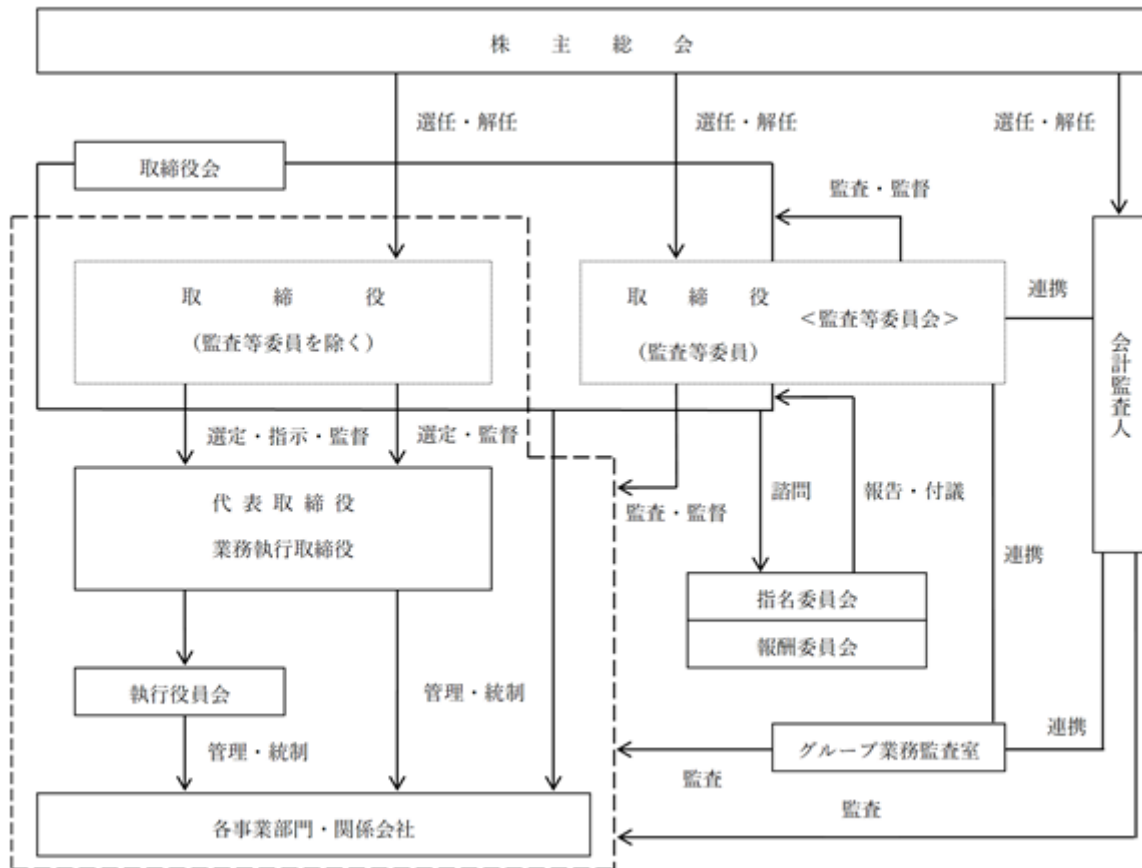 株主総会
選任・解任
選任・解任
選任・解任
取締役会
監査・監督
取締役
(監査等委員を除く)
取締役
<監査等委員会>
(監査等委員)
連携
会計監査人
選定・指示・監督
選定・監督
代表取締役
業務執行取締役
監査・監督
諮問
報告・付議
連携
指名委員会
報酬委員会
執行役員会
管理・統制
管理・統制
グループ業務監査室
連携
監査
監査
各事業部門・関係会社